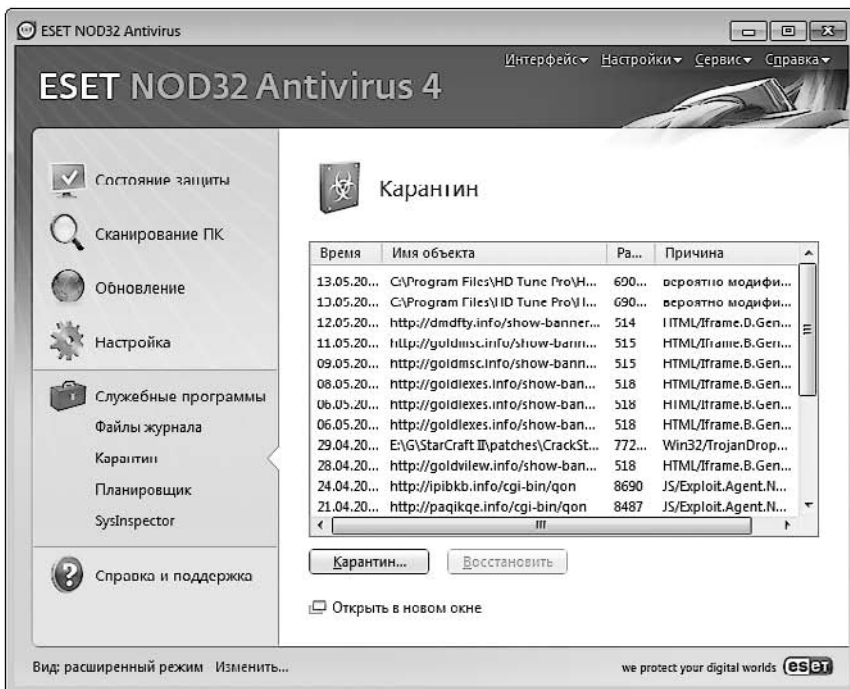 ESET NOD32 Antivirus
Интерфейс Настройки Сервис Справка
ESET NOD32 Antivirus 4
Состояние защиты
Сканирование ПК
Обновление
Настройка
Служебные программы
Файлы журнала
Карантин
Планировщик
SysInspector
Справка и поддержка
Карантин
Время Имя объекта Ра... Причина
13.05.20... C:\Program Files\HD Tune Pro\H... 690... вероятно модифи...
13.05.20... C:\Program Files\HD Tune Pro\H... 690... вероятно модифи...
12.05.20... http://dmdfty.info/show-banner... 514 HTML/Iframe.B.Gen...
11.05.20... http://goldmsc.info/show-bann... 515 HTML/Iframe.B.Gen...
09.05.20... http://goldmsc.info/show-bann... 515 HTML/Iframe.B.Gen...
08.05.20... http://goldlexes.info/show-ban... 518 HTML/Iframe.B.Gen...
06.05.20... http://goldlexes.info/show-ban... 518 HTML/Iframe.B.Gen...
06.05.20... http://goldlexes.info/show-ban... 518 HTML/Iframe.B.Gen...
29.04.20... E:\G\StarCraft II\patches\CrackSt... 772... Win32/TrojanDrop...
28.04.20... http://goldvilew.info/show-ban... 518 HTML/Iframe.B.Gen...
24.04.20... http://ipibkb.info/cgi-bin/qon 8690 JS/Exploit.Agent.N...
21.04.20... http://paqikqe.info/cgi-bin/qon 8487 JS/Exploit.Agent.N...
Карантин... Восстановить
Открыть в новом окне
Вид: расширенный режим Изменить...
we protect your digital worlds eset